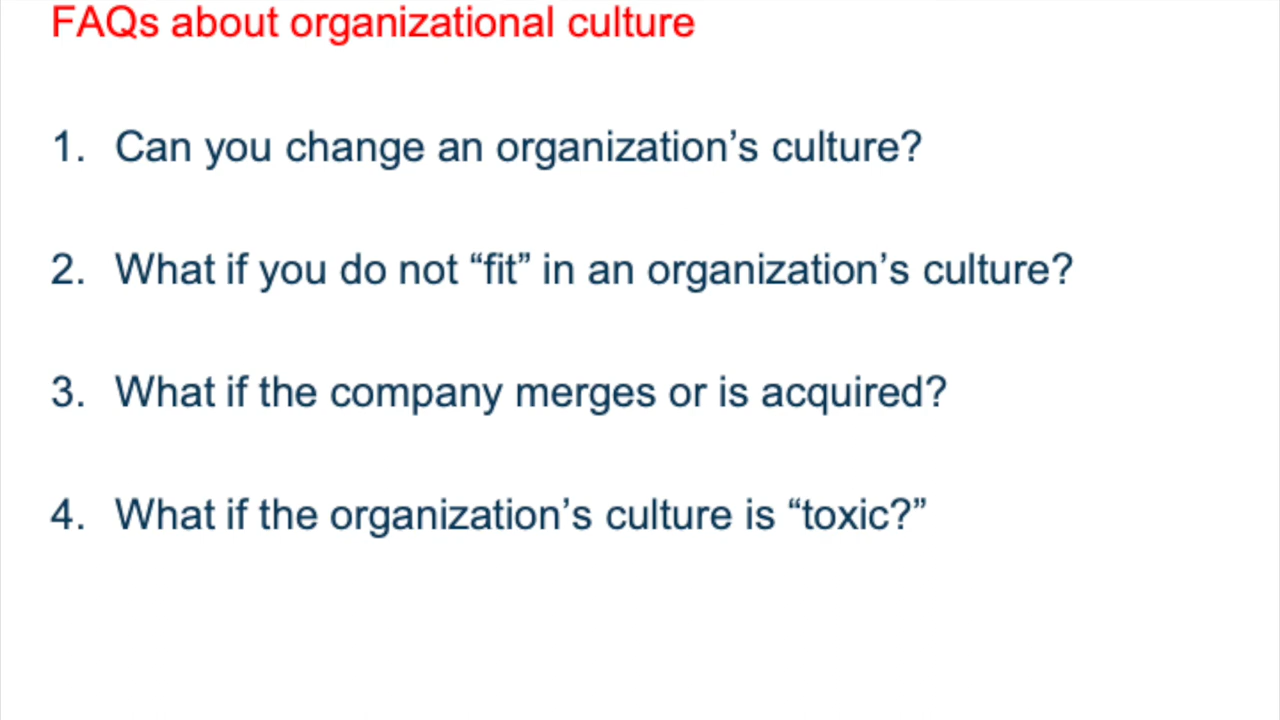 FAQs about organizational culture
1. Can you change an organization’s culture?
2. What if you do not “fit” in an organization’s culture?
3. What if the company merges or is acquired?
4. What if the organization’s culture is “toxic?”